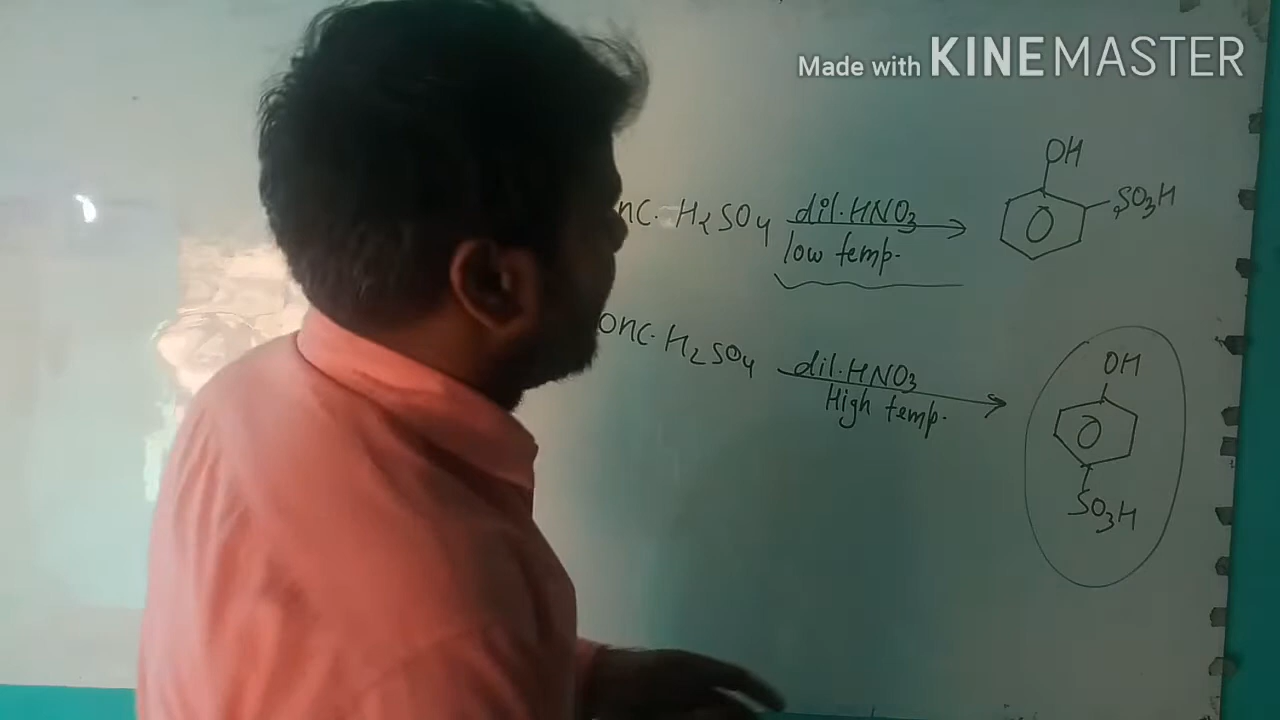 Made with KINEMASTER
OH
nC. H2SO4 dil. HNO3 SO3H
low temp.
onC. H2SO4 dil. HNO3 OH
High temp.
SO3H